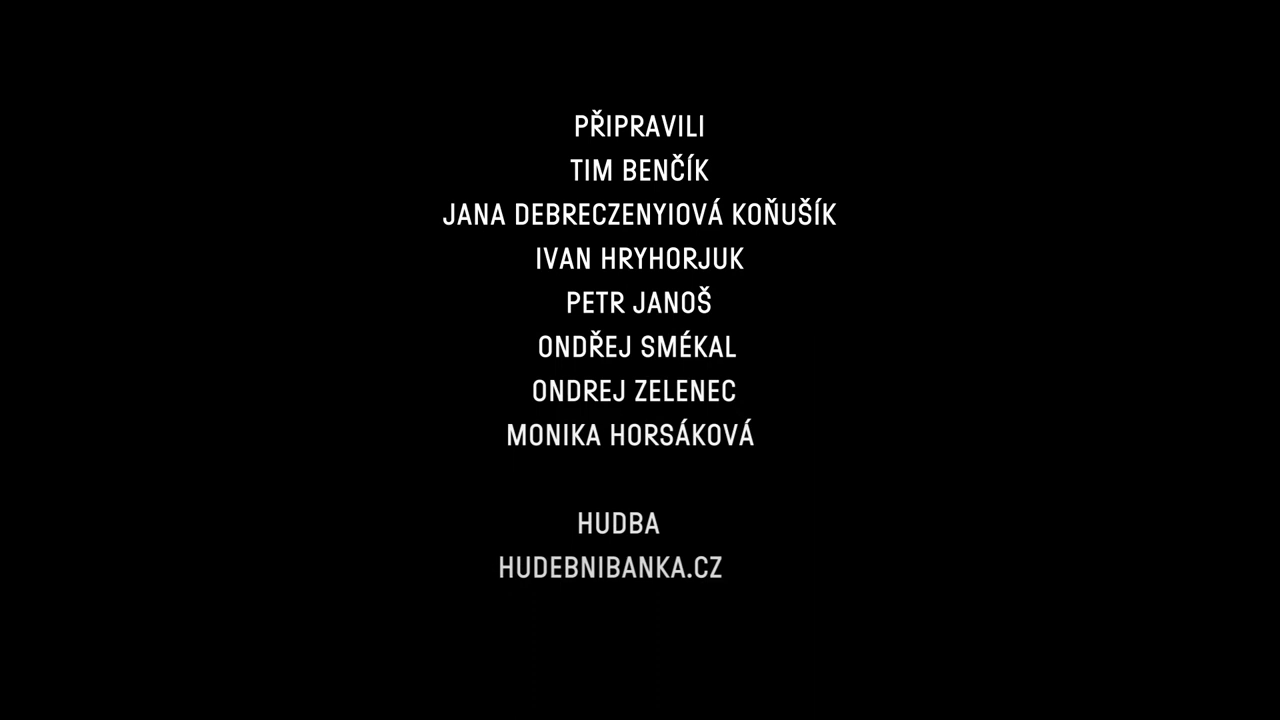 PŘIPRAVILI
TIM BENČÍK
JANA DEBRECZENYIOVÁ KOŇUŠÍK
IVAN HRYHORJUK
PETR JANOŠ
ONDŘEJ SMÉKAL
ONDREJ ZELENEC
MONIKA HORSÁKOVÁ
HUDBA
HUDEBNIBANKA.CZ